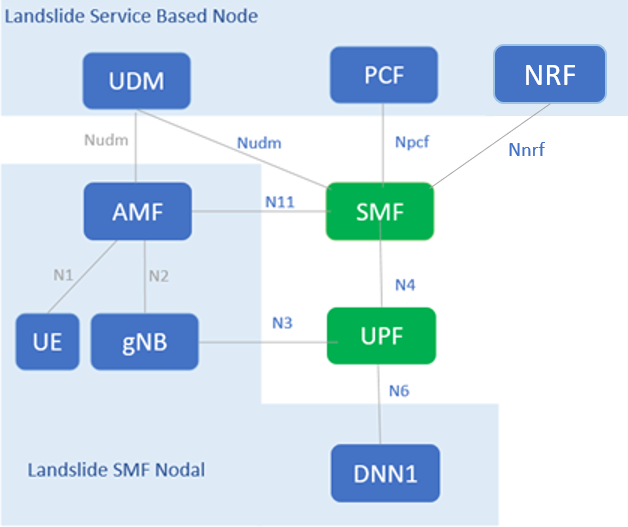 Landslide Service Based Node
UDM
PCF
NRF
Nudm
Nudm
Npcf
Nnrf
AMF
N11
SMF
N1
N2
N4
UE
gNB
N3
UPF
N6
Landslide SMF Nodal
DNN1